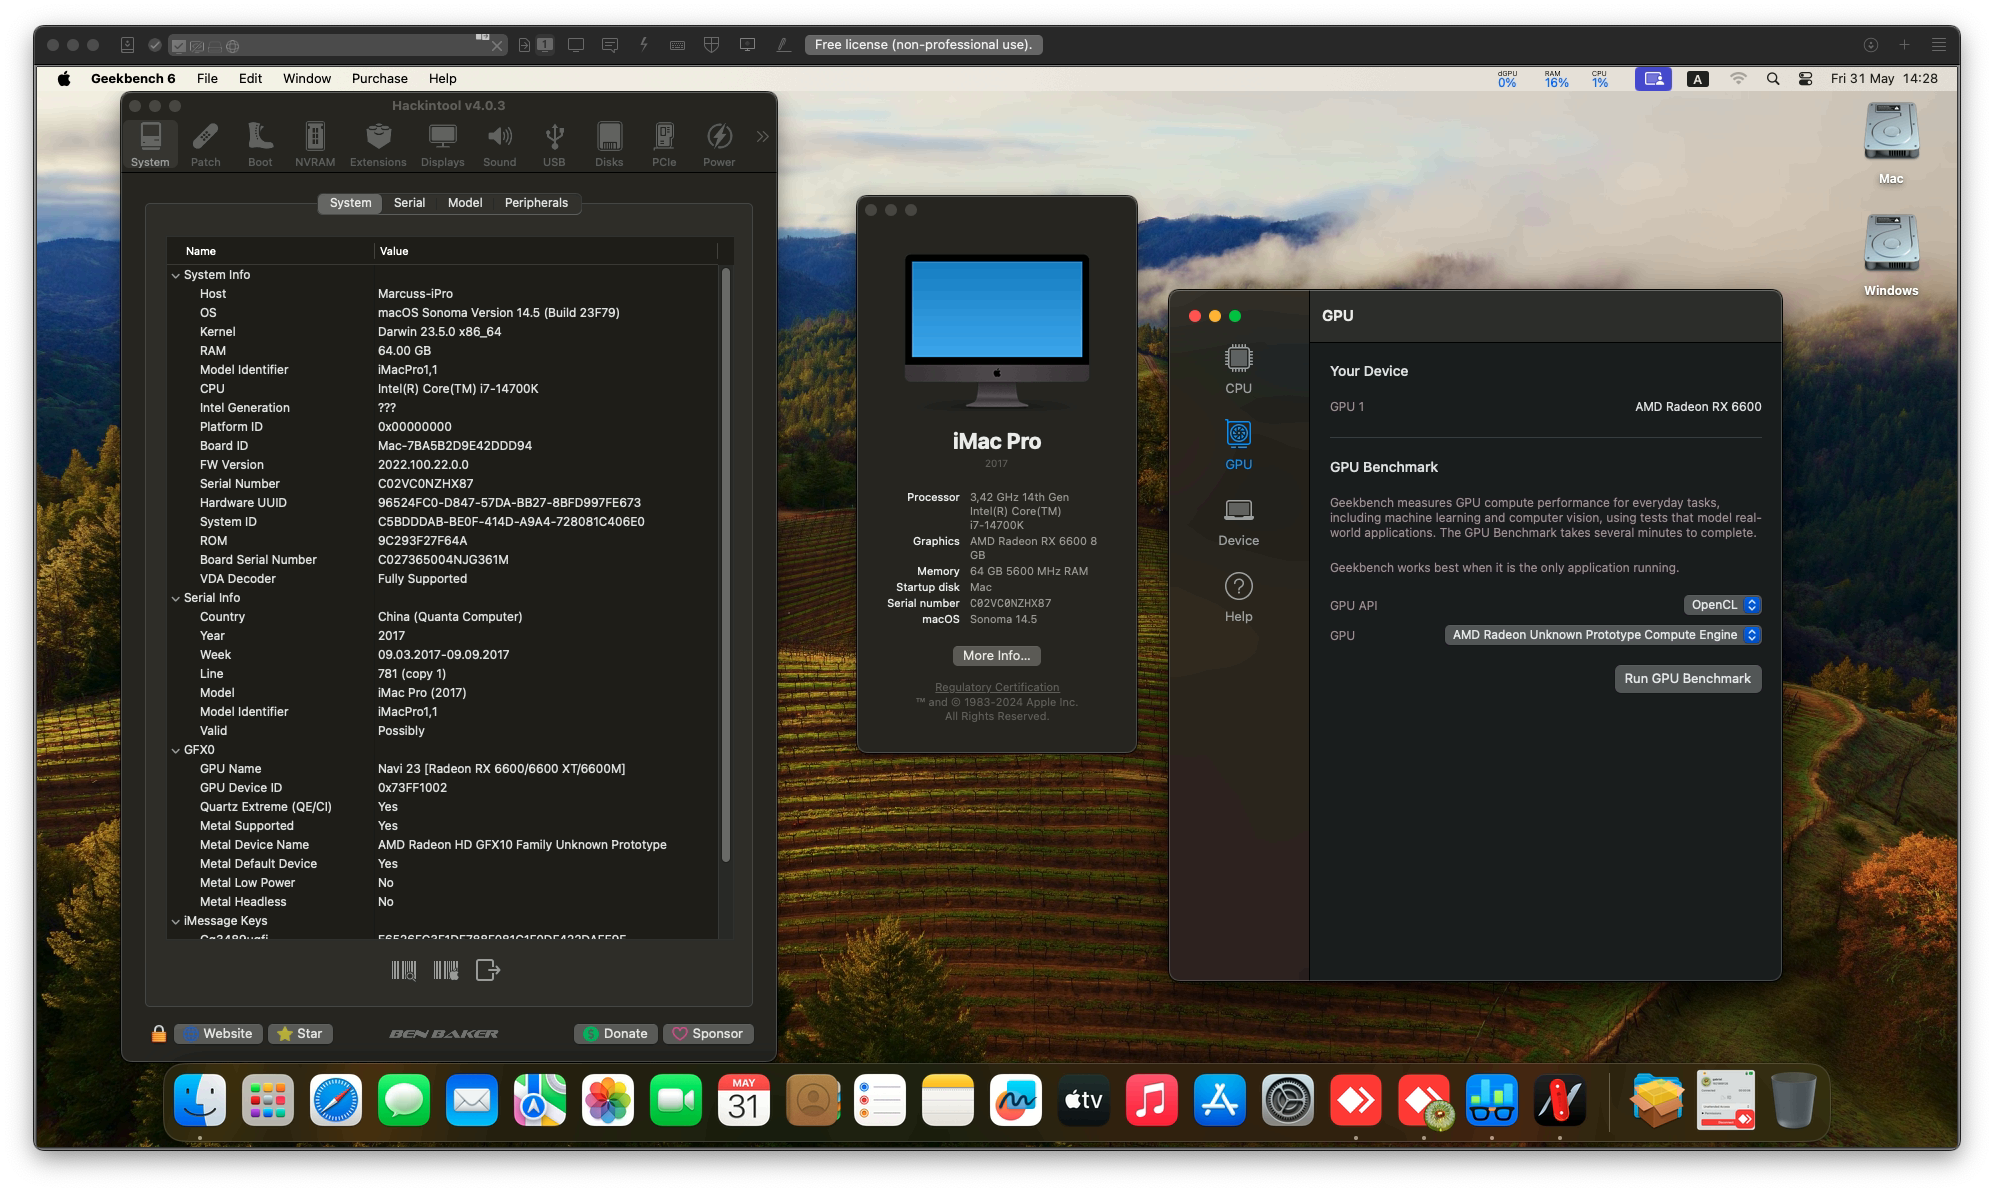 1
Free license (non-professional use).
Geekbench 6 File Edit Window Purchase Help
dGPU 0% RAM 16% CPU 1% A Fri 31 May 14:28
Hackintool v4.0.3
System Patch Boot NVRAM Extensions Displays Sound USB Disks PCIe Power
System Serial Model Peripherals
Name Value
System Info
Host Marcuss-iPro
OS macOS Sonoma Version 14.5 (Build 23F79)
Kernel Darwin 23.5.0 x86_64
RAM 64.00 GB
Model Identifier iMacPro1,1
CPU Intel(R) Core(TM) i7-14700K
Intel Generation ???
Platform ID 0x00000000
Board ID Mac-7BA5B2D9E42DDD94
FW Version 2022.100.22.0.0
Serial Number C02VC0NZHX87
Hardware UUID 96524FC0-D847-57DA-BB27-8BFD997FE673
System ID C5BDDDAB-BE0F-414D-A9A4-728081C406E0
ROM 9C293F27F64A
Board Serial Number C027365004NJG361M
VDA Decoder Fully Supported
Serial Info
Country China (Quanta Computer)
Year 2017
Week 09.03.2017-09.09.2017
Line 781 (copy 1)
Model iMac Pro (2017)
Model Identifier iMacPro1,1
Valid Possibly
GFX0
GPU Name Navi 23 [Radeon RX 6600/6600 XT/6600M]
GPU Device ID 0x73FF1002
Quartz Extreme (QE/CI) Yes
Metal Supported Yes
Metal Device Name AMD Radeon HD GFX10 Family Unknown Prototype
Metal Default Device Yes
Metal Low Power No
Metal Headless No
iMessage Keys
Website Star BEN BAKER Donate Sponsor
iMac Pro
2017
Processor 3,42 GHz 14th Gen
Intel(R) Core(TM)
i7-14700K
Graphics AMD Radeon RX 6600 8
GB
Memory 64 GB 5600 MHz RAM
Startup disk Mac
Serial number C02VC0NZHX87
macOS Sonoma 14.5
More Info...
Regulatory Certification
™ and © 1983-2024 Apple Inc.
All Rights Reserved.
CPU
GPU
Device
Help
GPU
Your Device
GPU 1 AMD Radeon RX 6600
GPU Benchmark
Geekbench measures GPU compute performance for everyday tasks,
including machine learning and computer vision, using tests that model real-
world applications. The GPU Benchmark takes several minutes to complete.
Geekbench works best when it is the only application running.
GPU API OpenCL
GPU AMD Radeon Unknown Prototype Compute Engine
Run GPU Benchmark
Mac
Windows
MAY
31
tv